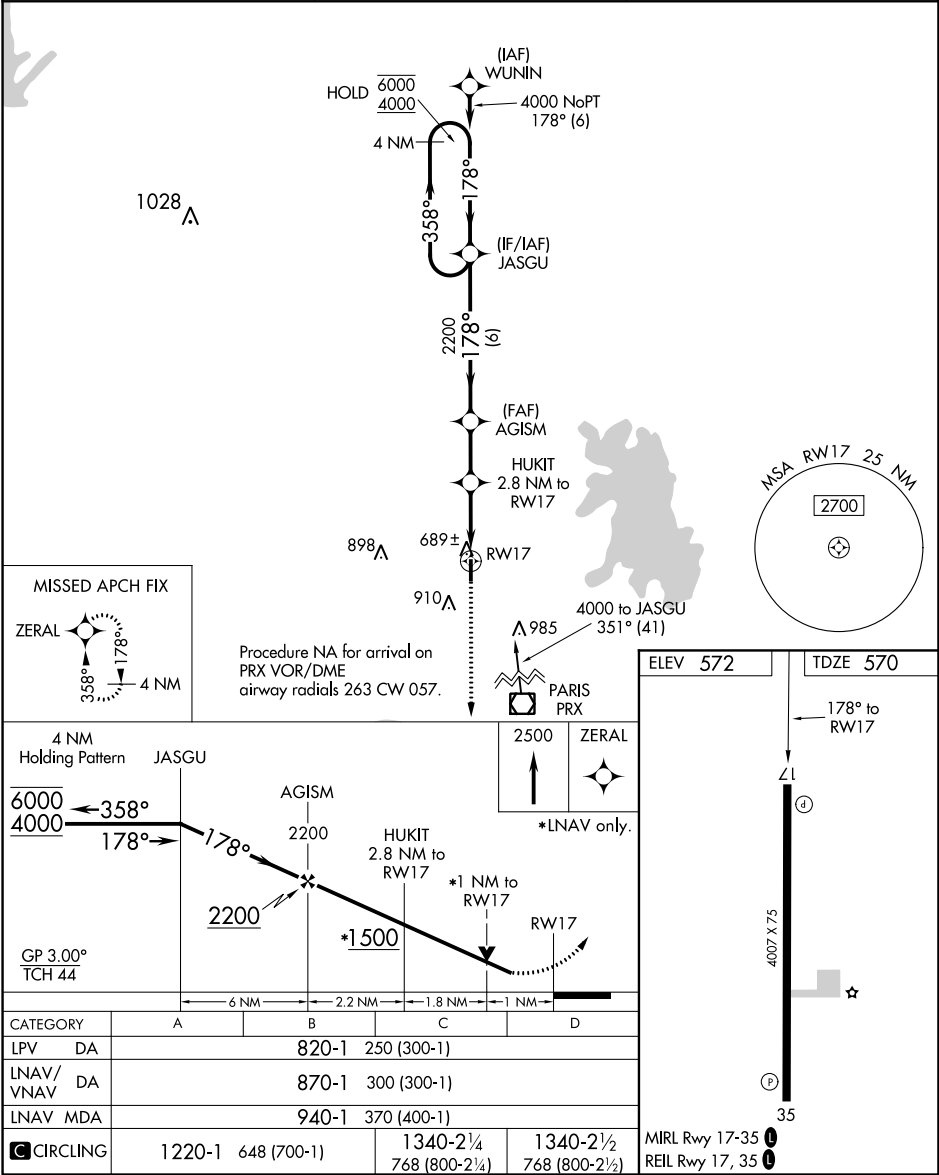 (IAF)
WUNIN
HOLD 6000
4000
4000 NoPT
178° (6)
4 NM
178°
358°
1028
(IF/IAF)
JASGU
2200
178°
(6)
(FAF)
AGISM
HUKIT
2.8 NM to
RW17
MSA RW17 25 NM
2700
898
689±
RW17
910
MISSED APCH FIX
ZERAL
178°
358°
4 NM
Procedure NA for arrival on
PRX VOR/DME
airway radials 263 CW 057.
985
4000 to JASGU
351° (41)
PARIS
PRX
ELEV 572
TDZE 570
178° to
RW17
17
P
4007 X 75
P
35
MIRL Rwy 17-35 L
REIL Rwy 17, 35 L
4 NM
Holding Pattern
JASGU
2500
ZERAL
*LNAV only.
6000
4000
358°
178°
178°
AGISM
2200
2200
HUKIT
2.8 NM to
RW17
*1500
*1 NM to
RW17
RW17
GP 3.00°
TCH 44
6 NM
2.2 NM
1.8 NM
1 NM
CATEGORY A B C D
LPV DA 820-1 250 (300-1)
LNAV/
VNAV DA 870-1 300 (300-1)
LNAV MDA 940-1 370 (400-1)
C CIRCLING 1220-1 648 (700-1)
1340-2¼
768 (800-2¼)
1340-2½
768 (800-2½)